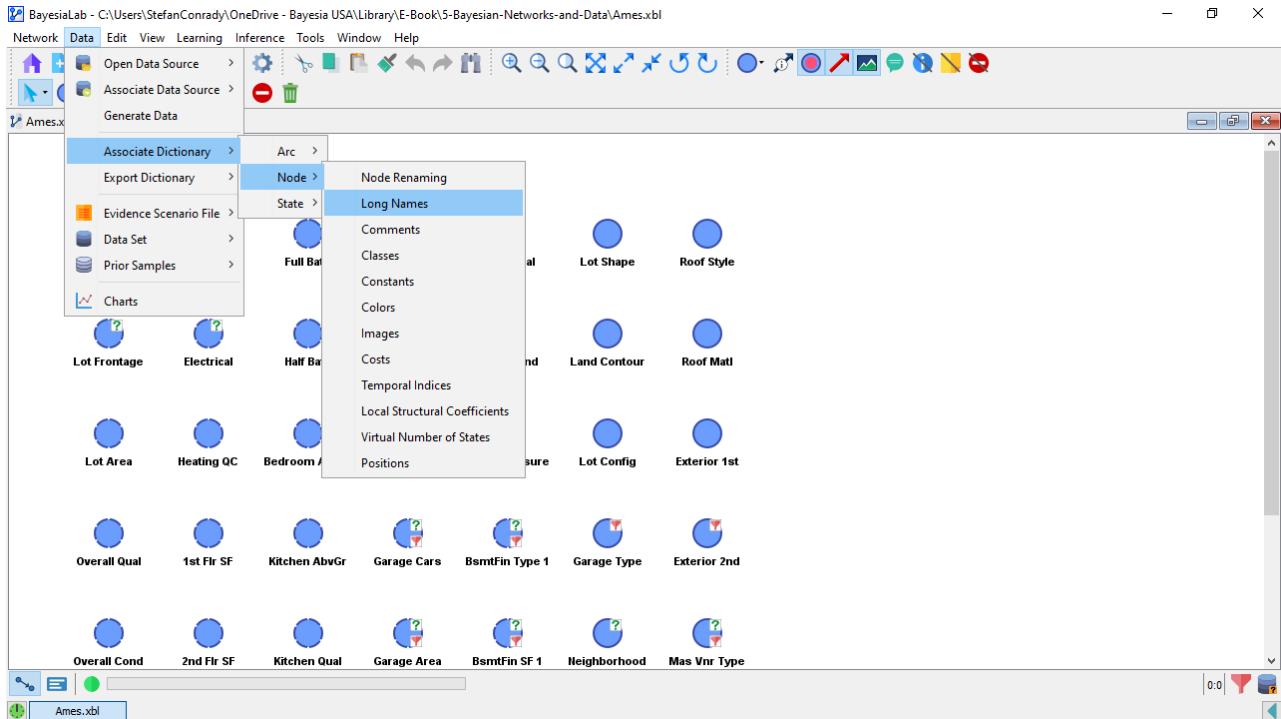 BayesiaLab - C:\Users\StefanConrady\OneDrive - Bayesia USA\Library\E-Book\5-Bayesian-Networks-and-Data\Ames.xbl
Network Data Edit View Learning Inference Tools Window Help
Open Data Source
Associate Data Source
Generate Data
Ames.x
Associate Dictionary
Export Dictionary
Evidence Scenario File
Data Set
Prior Samples
Charts
Arc
Node
State
Node Renaming
Long Names
Comments
Classes
Constants
Colors
Images
Costs
Temporal Indices
Local Structural Coefficients
Virtual Number of States
Positions
Full Bat al Lot Shape Roof Style
? ?
Lot Frontage Electrical Half Ba nd Land Contour Roof Matl
Lot Area Heating QC Bedroom A sure Lot Config Exterior 1st
? ?
Overall Qual 1st Flr SF Kitchen AbvGr Garage Cars BsmtFin Type 1 Garage Type Exterior 2nd
? ? ? ?
Overall Cond 2nd Flr SF Kitchen Qual Garage Area BsmtFin SF 1 Neighborhood Mas Vnr Type
0:0
Ames.xbl